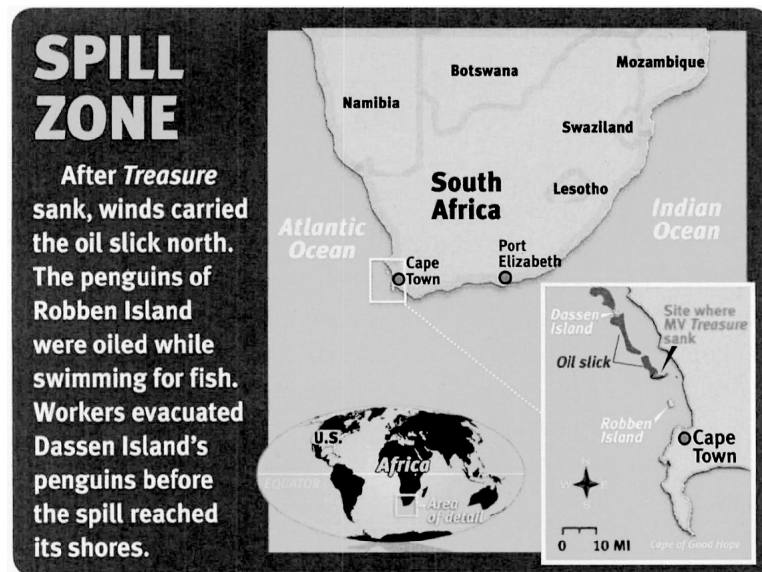 SPILL
ZONE
After Treasure
sank, winds carried
the oil slick north.
The penguins of
Robben Island
were oiled while
swimming for fish.
Workers evacuated
Dassen Island's
penguins before
the spill reached
its shores.
Namibia
Botswana
Mozambique
Swaziland
South
Africa
Lesotho
Atlantic
Ocean
Indian
Ocean
Cape
Town
Port
Elizabeth
Dassen
Island
Site where
MV Treasure
sank
Oil slick
Robben
Island
Cape
Town
N
W E
S
0 10 MI
Cape of Good Hope
U.S.
Africa
EQUATOR
Area
of detail